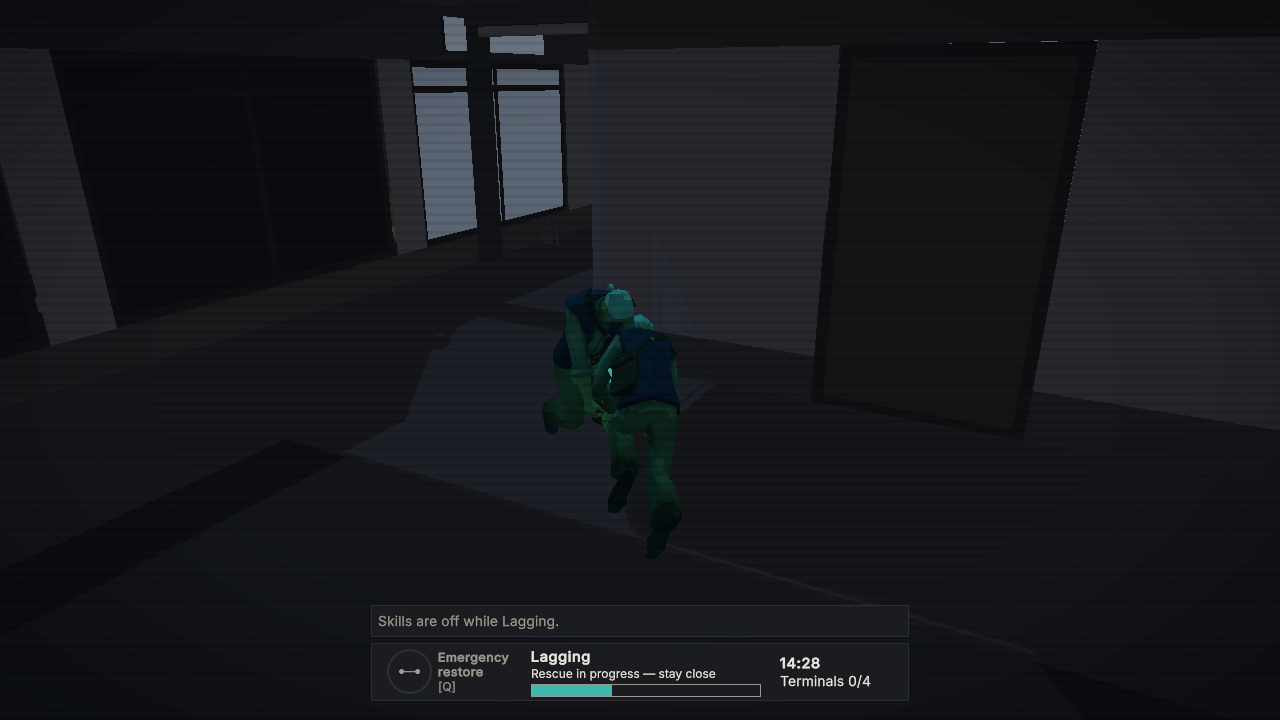 Skills are off while Lagging.
Emergency
restore
[Q]
Lagging
Rescue in progress — stay close
14:28
Terminals 0/4